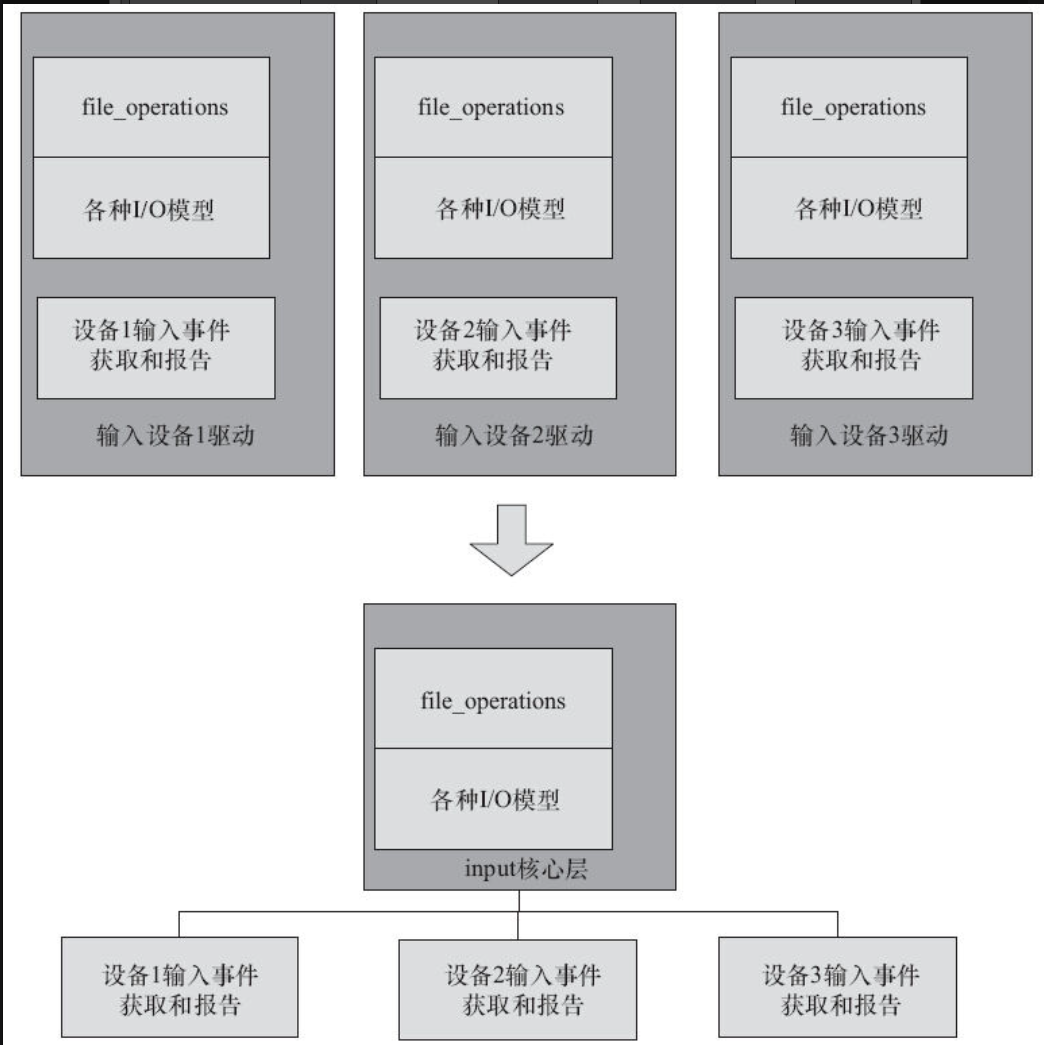 file_operations
各种I/O模型
设备1输入事件
获取和报告
输入设备1驱动
file_operations
各种I/O模型
设备2输入事件
获取和报告
输入设备2驱动
file_operations
各种I/O模型
设备3输入事件
获取和报告
输入设备3驱动
file_operations
各种I/O模型
input核心层
设备1输入事件
获取和报告
设备2输入事件
获取和报告
设备3输入事件
获取和报告